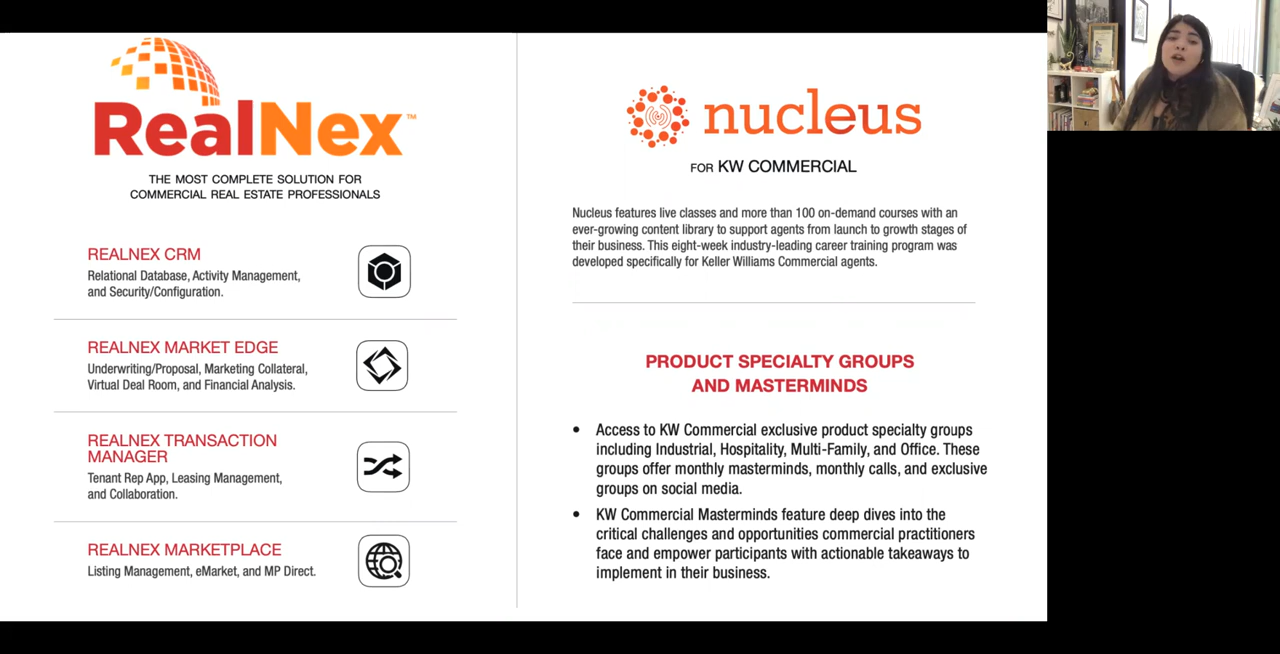 RealNex™
THE MOST COMPLETE SOLUTION FOR
COMMERCIAL REAL ESTATE PROFESSIONALS
REALNEX CRM
Relational Database, Activity Management,
and Security/Configuration.
REALNEX MARKET EDGE
Underwriting/Proposal, Marketing Collateral,
Virtual Deal Room, and Financial Analysis.
REALNEX TRANSACTION
MANAGER
Tenant Rep App, Leasing Management,
and Collaboration.
REALNEX MARKETPLACE
Listing Management, eMarket, and MP Direct.
nucleus
FOR KW COMMERCIAL
Nucleus features live classes and more than 100 on-demand courses with an
ever-growing content library to support agents from launch to growth stages of
their business. This eight-week industry-leading career training program was
developed specifically for Keller Williams Commercial agents.
PRODUCT SPECIALTY GROUPS
AND MASTERMINDS
• Access to KW Commercial exclusive product specialty groups
including Industrial, Hospitality, Multi-Family, and Office. These
groups offer monthly masterminds, monthly calls, and exclusive
groups on social media.
• KW Commercial Masterminds feature deep dives into the
critical challenges and opportunities commercial practitioners
face and empower participants with actionable takeaways to
implement in their business.